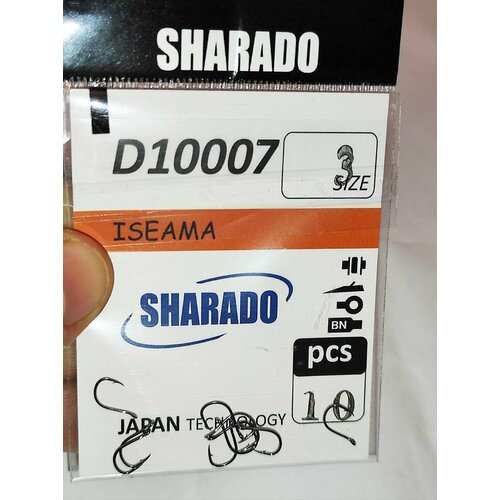 SHARADO
D10007
3
SIZE
ISEAMA
SHARADO
BN
pcs
10
JAPAN TECHNOLOGY